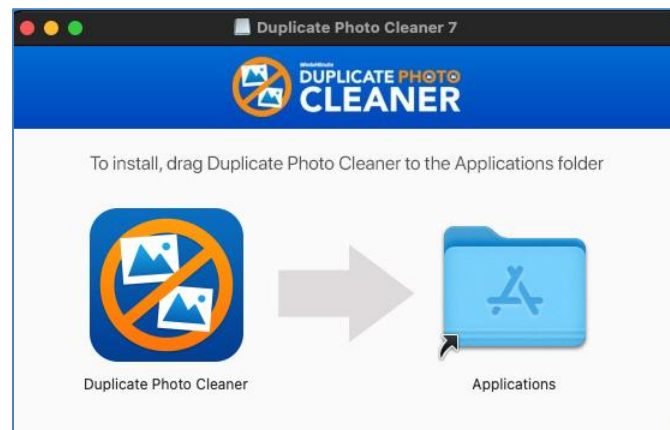 Duplicate Photo Cleaner 7
DUPLICATE PHOTO
CLEANER
To install, drag Duplicate Photo Cleaner to the Applications folder
Duplicate Photo Cleaner
Applications